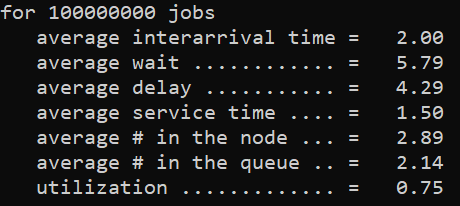 for 100000000 jobs
   average interarrival time =   2.00
   average wait ............ =   5.79
   average delay ........... =   4.29
   average service time .... =   1.50
   average # in the node ... =   2.89
   average # in the queue .. =   2.14
   utilization ............. =   0.75